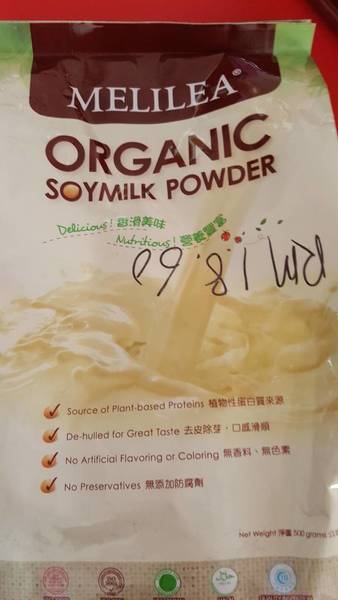 MELILEA®
ORGANIC
SOYMILK POWDER
Delicious! 香滑美味
Nutritious! 營養豐富
Source of Plant-based Proteins 植物性蛋白質來源
De-hulled for Great Taste 去皮除芽，口感滑順
No Artificial Flavoring or Coloring 無香料、無色素
No Preservatives 無添加防腐劑
Net Weight 淨重 500 grams